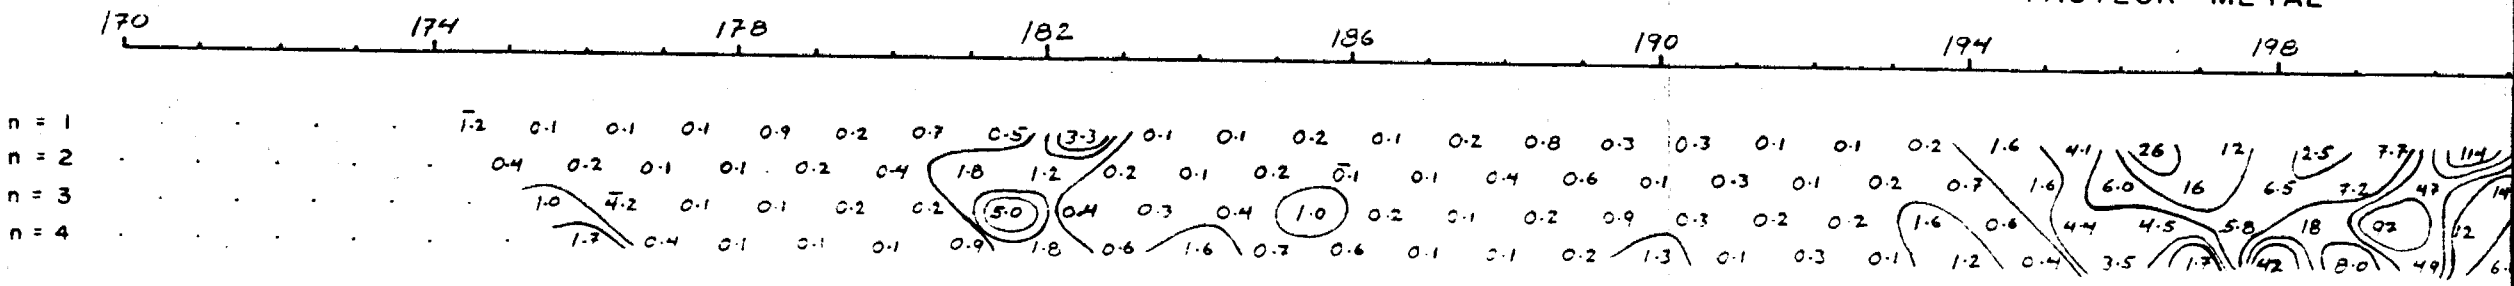 METAL
170 174 178 182 186 190 194 198
n = 1 1̄.2 0.1 0.1 0.1 0.9 0.2 0.7 0.5 3.3 0.1 0.1 0.2 0.1 0.2 0.8 0.3 0.3 0.1 0.1 0.2 1.6 4.1 26 12 2.5 7.7
n = 2 0.4 0.2 0.1 0.1 0.2 0.4 1.8 1.2 0.2 0.1 0.2 0̄.1 0.1 0.4 0.6 0.1 0.3 0.1 0.2 0.7 1.6 6.0 16 6.5 7.2 47
n = 3 1.0 4̄.2 0.1 0.1 0.2 0.2 5.0 0.4 0.3 0.4 1.0 0.2 0.1 0.2 0.9 0.3 0.2 0.2 1.6 0.6 4.4 4.5 5.8 18 92
n = 4 1.7 0.4 0.1 0.1 0.1 0.9 1.8 0.6 1.6 0.7 0.6 0.1 0.1 0.2 1.3 0.1 0.3 0.1 1.2 0.4 3.5 1.7 42 8.0 49